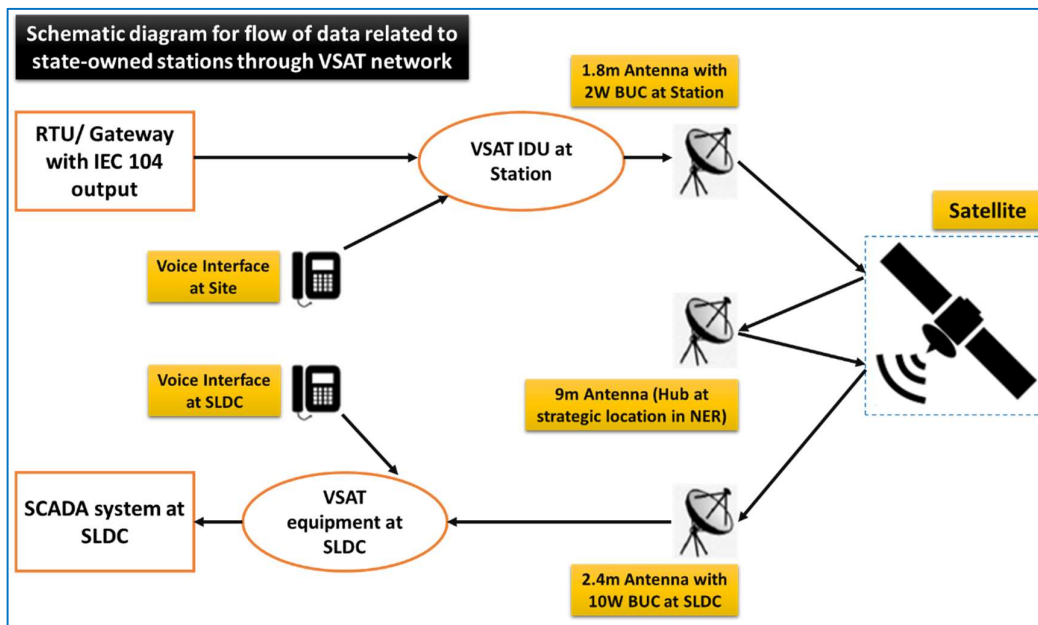 Schematic diagram for flow of data related to
state-owned stations through VSAT network
1.8m Antenna with
2W BUC at Station
RTU/ Gateway
with IEC 104
output
VSAT IDU at
Station
Satellite
Voice Interface
at Site
Voice Interface
at SLDC
9m Antenna (Hub at
strategic location in NER)
SCADA system at
SLDC
VSAT
equipment at
SLDC
2.4m Antenna with
10W BUC at SLDC